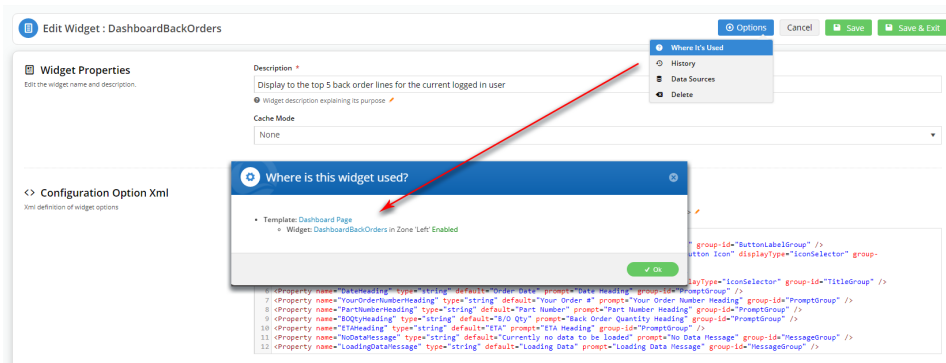 Edit Widget : DashboardBackOrders
Options
Cancel
Save
Save & Exit
Where It's Used
History
Data Sources
Delete
Widget Properties
Edit the widget name and description.
Description *
Display to the top 5 back order lines for the current logged in user
Widget description explaining its purpose
Cache Mode
None
Where is this widget used?
Template: Dashboard Page
Widget: DashboardBackOrders in Zone 'Left' Enabled
Ok
<> Configuration Option Xml
Xml definition of widget options
" group-id="ButtonLabelGroup" />
utton Icon" displayType="iconSelector" group-
layType="iconSelector" group-id="TitleGroup" />
6 <Property name="DateHeading" type="string" default="Order Date" prompt="Date Heading" group-id="PromptGroup" />
7 <Property name="YourOrderNumberHeading" type="string" default="Your Order #" prompt="Your Order Number Heading" group-id="PromptGroup" />
8 <Property name="PartNumberHeading" type="string" default="Part Number" prompt="Part Number Heading" group-id="PromptGroup" />
9 <Property name="BOQtyHeading" type="string" default="B/O Qty" prompt="Back Order Quantity Heading" group-id="PromptGroup" />
10 <Property name="ETAHeading" type="string" default="ETA" prompt="ETA Heading" group-id="PromptGroup" />
11 <Property name="NoDataMessage" type="string" default="Currently no data to be loaded" prompt="No Data Message" group-id="MessageGroup" />
12 <Property name="LoadingDataMessage" type="string" default="Loading Data" prompt="Loading Data Message" group-id="MessageGroup" />